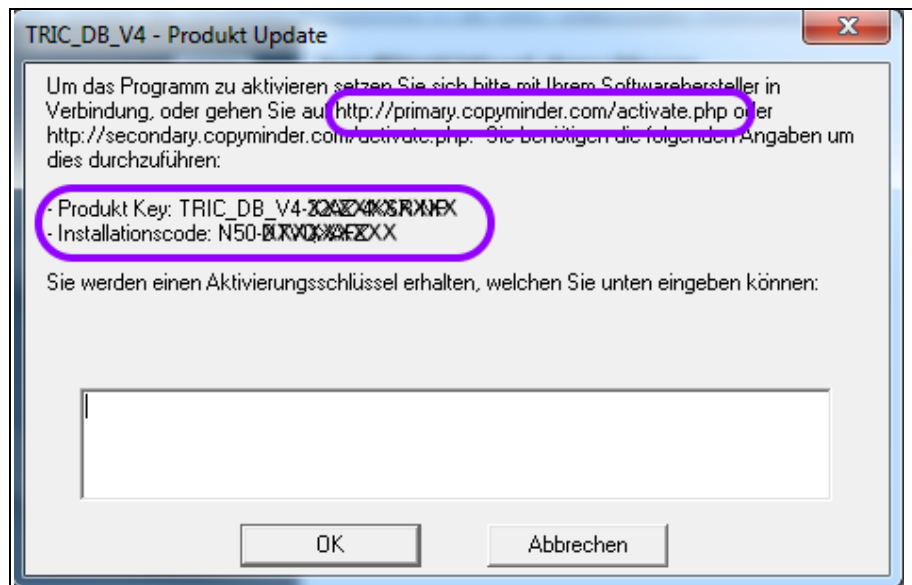 TRIC_DB_V4 - Produkt Update
Um das Programm zu aktivieren setzen Sie sich bitte mit Ihrem Softwarehersteller in
Verbindung, oder gehen Sie auf http://primary.copyminder.com/activate.php oder
http://secondary.copyminder.com/activate.php. Sie benötigen die folgenden Angaben um
dies durchzuführen:
- Produkt Key: TRIC_DB_V4-
- Installationscode: N50-
Sie werden einen Aktivierungsschlüssel erhalten, welchen Sie unten eingeben können:
OK
Abbrechen